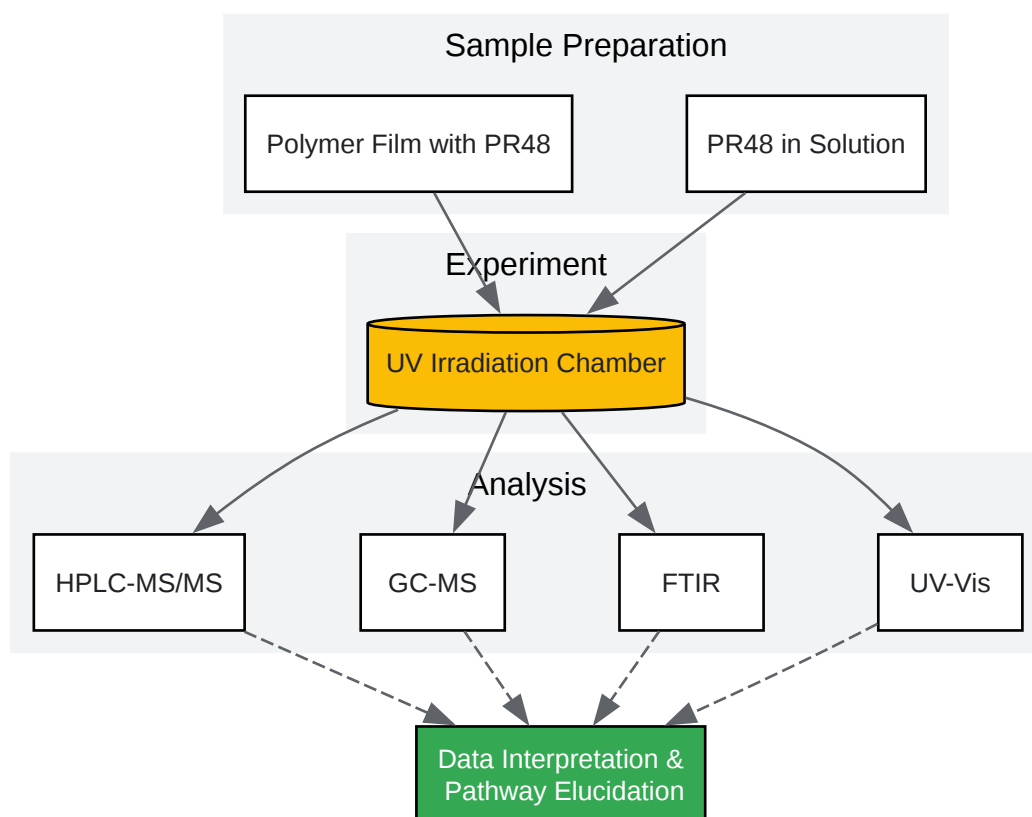 Sample Preparation
Polymer Film with PR48
PR48 in Solution
Experiment
UV Irradiation Chamber
Analysis
HPLC-MS/MS
GC-MS
FTIR
UV-Vis
Data Interpretation &
Pathway Elucidation